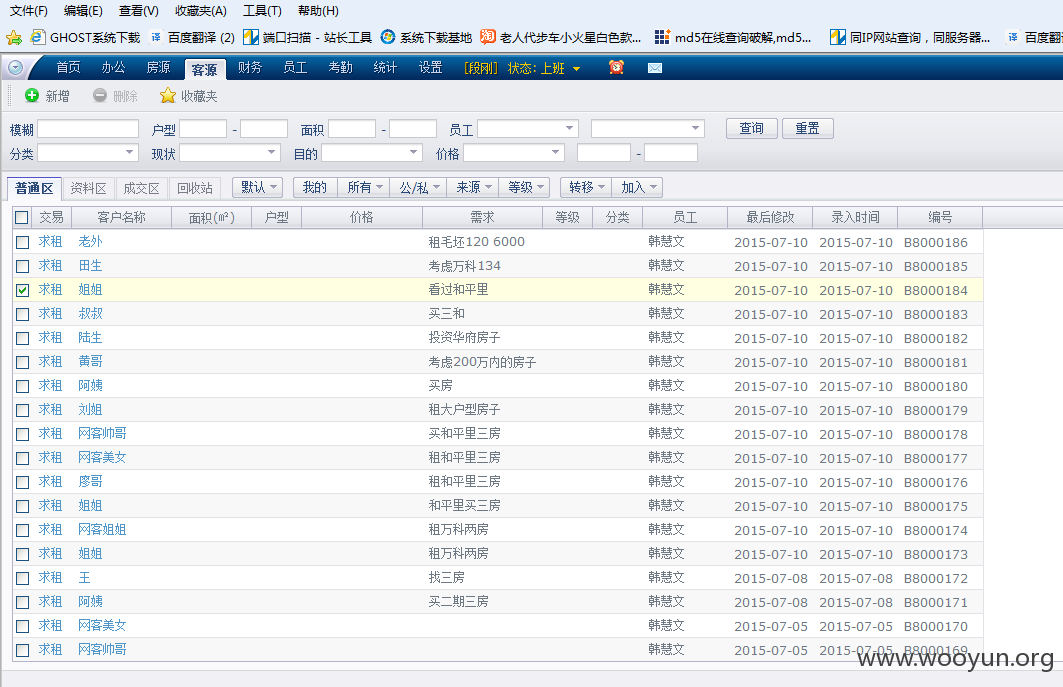 文件(F) 编辑(E) 查看(V) 收藏夹(A) 工具(T) 帮助(H)
GHOST系统下载 译 百度翻译 (2) 端口扫描 - 站长工具 系统下载基地 淘 老人代步车小火星白色款... md5在线查询破解,md5... 同IP网站查询，同服务器... 译 百度翻
首页 办公 房源 客源 财务 员工 考勤 统计 设置 [段刚] 状态: 上班
新增 删除 收藏夹
模糊 户型 - 面积 - 员工 查询 重置
分类 现状 目的 价格 -
普通区 资料区 成交区 回收站 默认 我的 所有 公/私 来源 等级 转移 加入
交易 客户名称 面积(㎡) 户型 价格 需求 等级 分类 员工 最后修改 录入时间 编号
求租 老外 租毛坯120 6000 韩慧文 2015-07-10 2015-07-10 B8000186
求租 田生 考虑万科134 韩慧文 2015-07-10 2015-07-10 B8000185
求租 姐姐 看过和平里 韩慧文 2015-07-10 2015-07-10 B8000184
求租 叔叔 买三和 韩慧文 2015-07-10 2015-07-10 B8000183
求租 陆生 投资华府房子 韩慧文 2015-07-10 2015-07-10 B8000182
求租 黄哥 考虑200万内的房子 韩慧文 2015-07-10 2015-07-10 B8000181
求租 阿姨 买房 韩慧文 2015-07-10 2015-07-10 B8000180
求租 刘姐 租大户型房子 韩慧文 2015-07-10 2015-07-10 B8000179
求租 网客帅哥 买和平里三房 韩慧文 2015-07-10 2015-07-10 B8000178
求租 网客美女 租和平里三房 韩慧文 2015-07-10 2015-07-10 B8000177
求租 廖哥 租和平里三房 韩慧文 2015-07-10 2015-07-10 B8000176
求租 姐姐 和平里买三房 韩慧文 2015-07-10 2015-07-10 B8000175
求租 网客姐姐 租万科两房 韩慧文 2015-07-10 2015-07-10 B8000174
求租 姐姐 租万科两房 韩慧文 2015-07-10 2015-07-10 B8000173
求租 王 找三房 韩慧文 2015-07-08 2015-07-08 B8000172
求租 阿姨 买二期三房 韩慧文 2015-07-08 2015-07-08 B8000171
求租 网客美女 韩慧文 2015-07-05 2015-07-05 B8000170
求租 网客帅哥 韩慧文 2015-07-05 2015-07-05 B8000169
www.wooyun.org